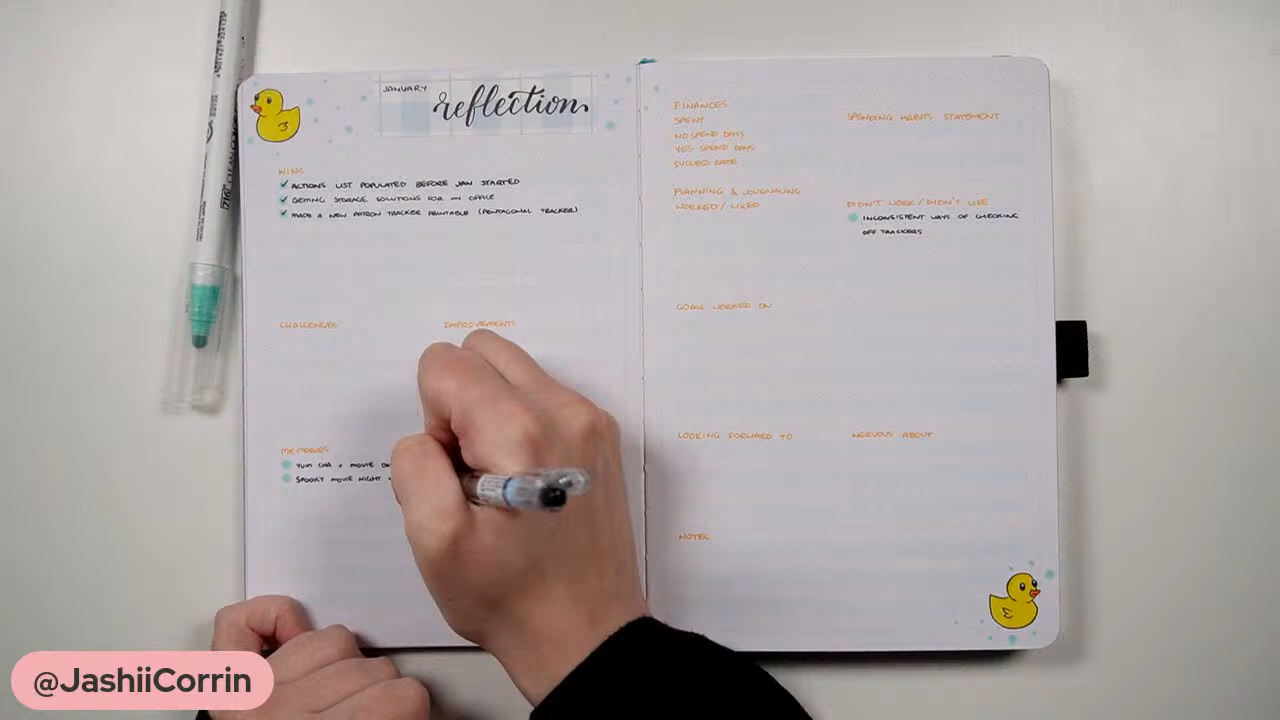 JANUARY
reflection
WINS
ACTIONS LIST POPULATED BEFORE JAN STARTED
GETTING STORAGE SOLUTIONS FOR MY OFFICE
MADE A NEW PATRON TRACKER PRINTABLE (PENTAGONAL TRACKER)
CHALLENGES
IMPROVEMENTS
MEMORIES
YUM CHA + MOVIE
SPOOKY MOVIE NIGHT
FINANCES
SPENT
NO SPEND DAYS
YES SPEND DAYS
SUCCESS RATE
SPENDING HABITS STATEMENT
PLANNING & JOURNALING
WORKED/LIKED
DIDN'T WORK/DIDN'T LIKE
INCONSISTENT WAYS OF CHECKING
OFF TRACKERS
GOALS WORKED ON
LOOKING FORWARD TO
NERVOUS ABOUT
NOTES
@JashiiCorrin